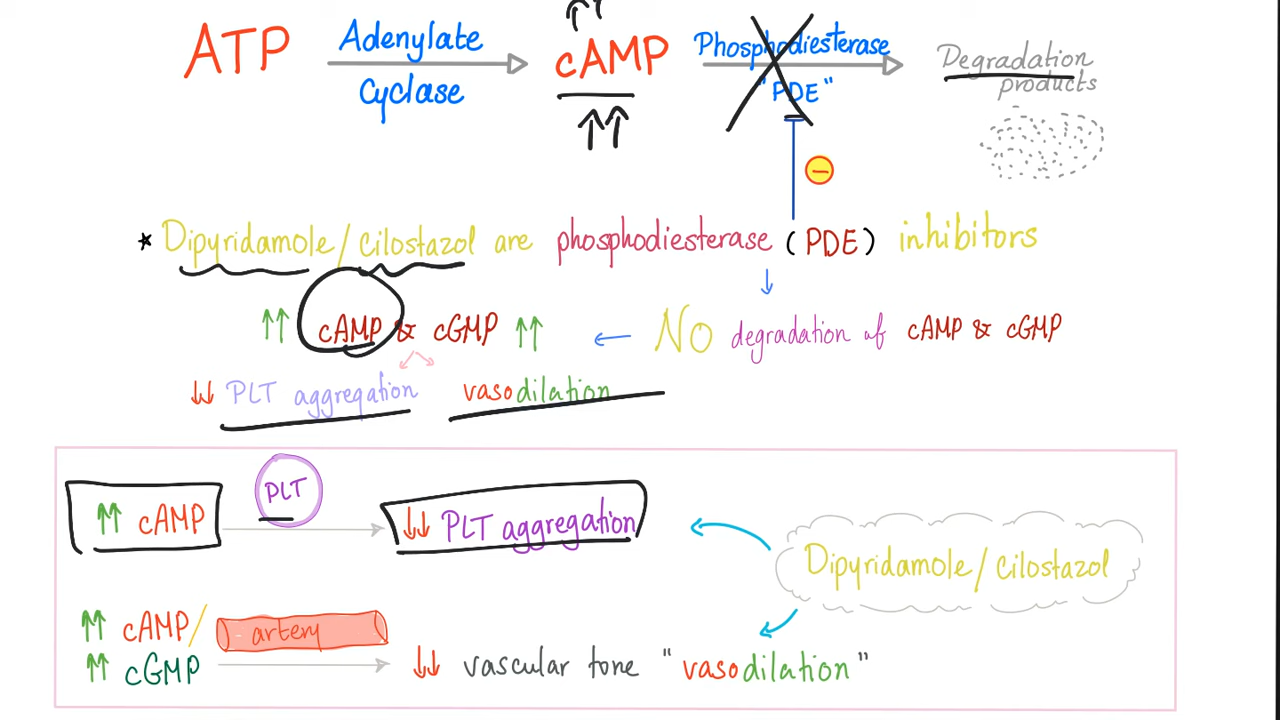 ATP Adenylate Cyclase ↑↑ cAMP ↑↑ Phosphodiesterase "PDE" Degradation products
−
* Dipyridamole/cilostazol are phosphodiesterase (PDE) inhibitors
↓
↑↑ cAMP & cGMP ↑↑ ← NO degradation of cAMP & cGMP
↓↓ PLT aggregation vasodilation
↑↑ cAMP PLT ↓↓ PLT aggregation
Dipyridamole/cilostazol
↑↑ cAMP/
↑↑ cGMP artery ↓↓ vascular tone "vasodilation"